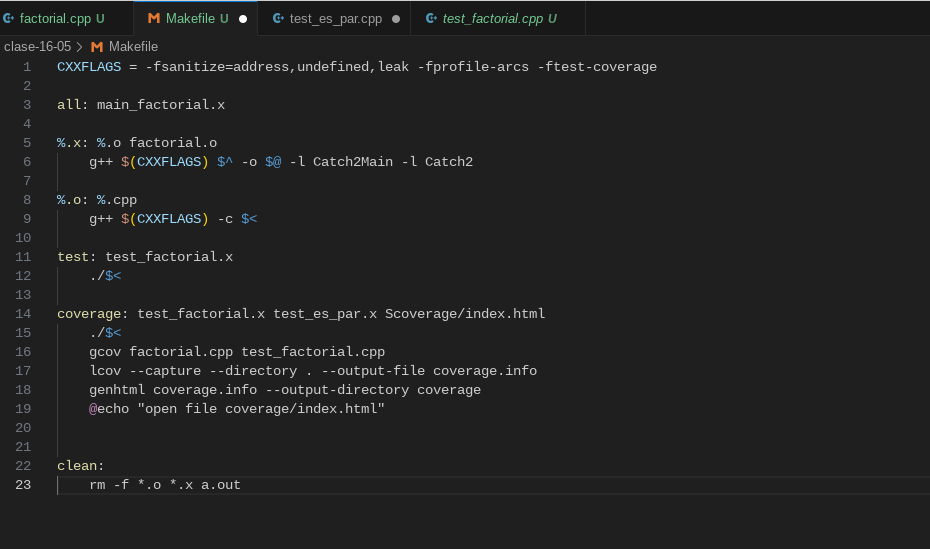 factorial.cpp U
Makefile U
test_es_par.cpp
test_factorial.cpp U
clase-16-05 > Makefile
1 CXXFLAGS = -fsanitize=address,undefined,leak -fprofile-arcs -ftest-coverage
2
3 all: main_factorial.x
4
5 %.x: %.o factorial.o
6 g++ $(CXXFLAGS) $^ -o $@ -l Catch2Main -l Catch2
7
8 %.o: %.cpp
9 g++ $(CXXFLAGS) -c $<
10
11 test: test_factorial.x
12 ./$<
13
14 coverage: test_factorial.x test_es_par.x Scoverage/index.html
15 ./$<
16 gcov factorial.cpp test_factorial.cpp
17 lcov --capture --directory . --output-file coverage.info
18 genhtml coverage.info --output-directory coverage
19 @echo "open file coverage/index.html"
20
21
22 clean:
23 rm -f *.o *.x a.out